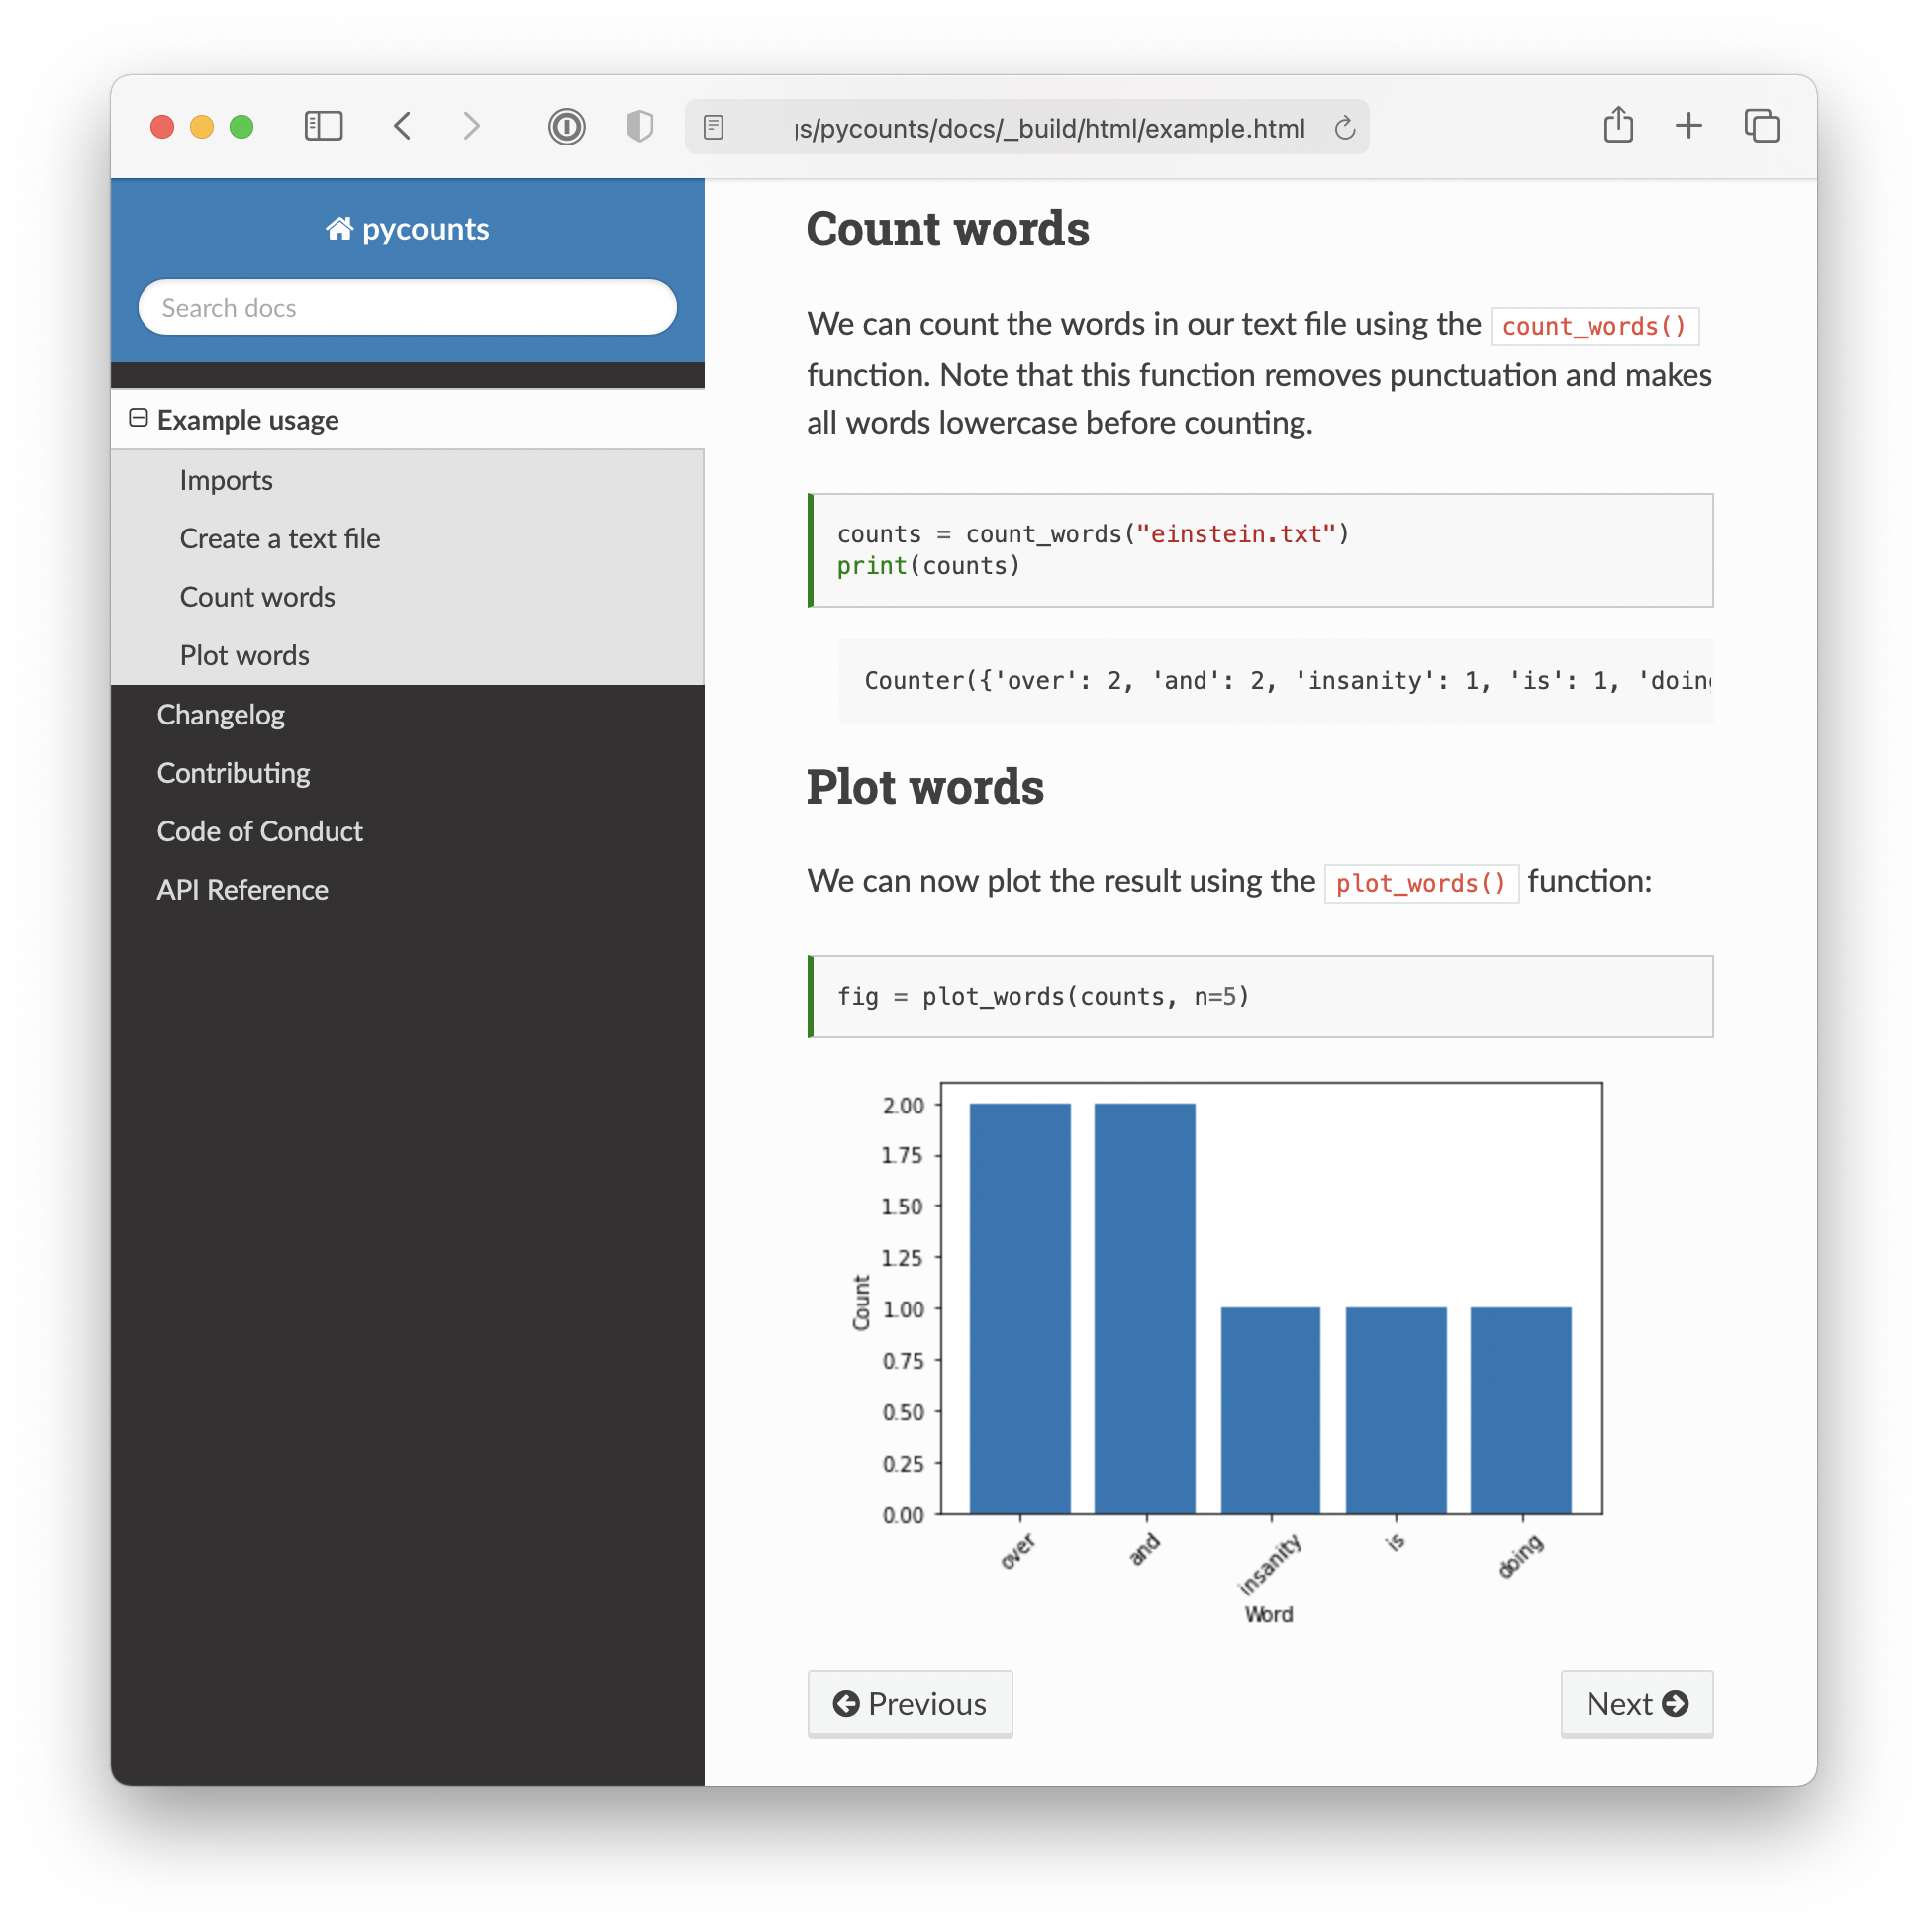 s/pycounts/docs/_build/html/example.html
pycounts
Search docs
Example usage
Imports
Create a text file
Count words
Plot words
Changelog
Contributing
Code of Conduct
API Reference
Count words
We can count the words in our text file using the count_words()
function. Note that this function removes punctuation and makes
all words lowercase before counting.
counts = count_words("einstein.txt")
print(counts)
Counter({'over': 2, 'and': 2, 'insanity': 1, 'is': 1, 'doing
Plot words
We can now plot the result using the plot_words() function:
fig = plot_words(counts, n=5)
2.00
1.75
1.50
1.25
1.00
0.75
0.50
0.25
0.00
Count
over
and
insanity
is
doing
Word
Previous
Next